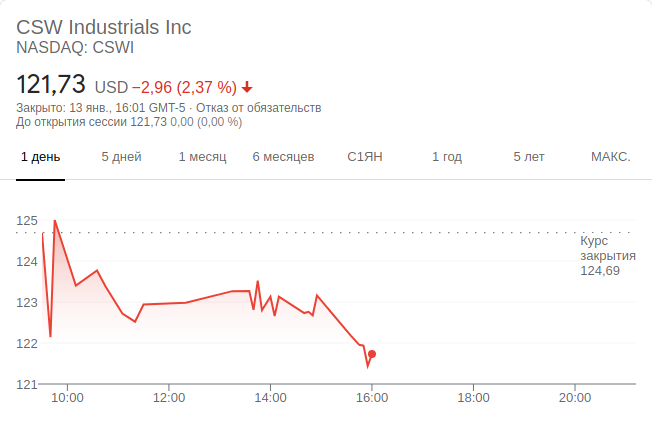 CSW Industrials Inc
NASDAQ: CSWI
121,73 USD −2,96 (2,37 %)
Закрыто: 13 янв., 16:01 GMT-5 · Отказ от обязательств
До открытия сессии 121,73 0,00 (0,00 %)
1 день 5 дней 1 месяц 6 месяцев С1ЯН 1 год 5 лет МАКС.
125
Курс
закрытия
124,69
124
123
122
121
10:00 12:00 14:00 16:00 18:00 20:00